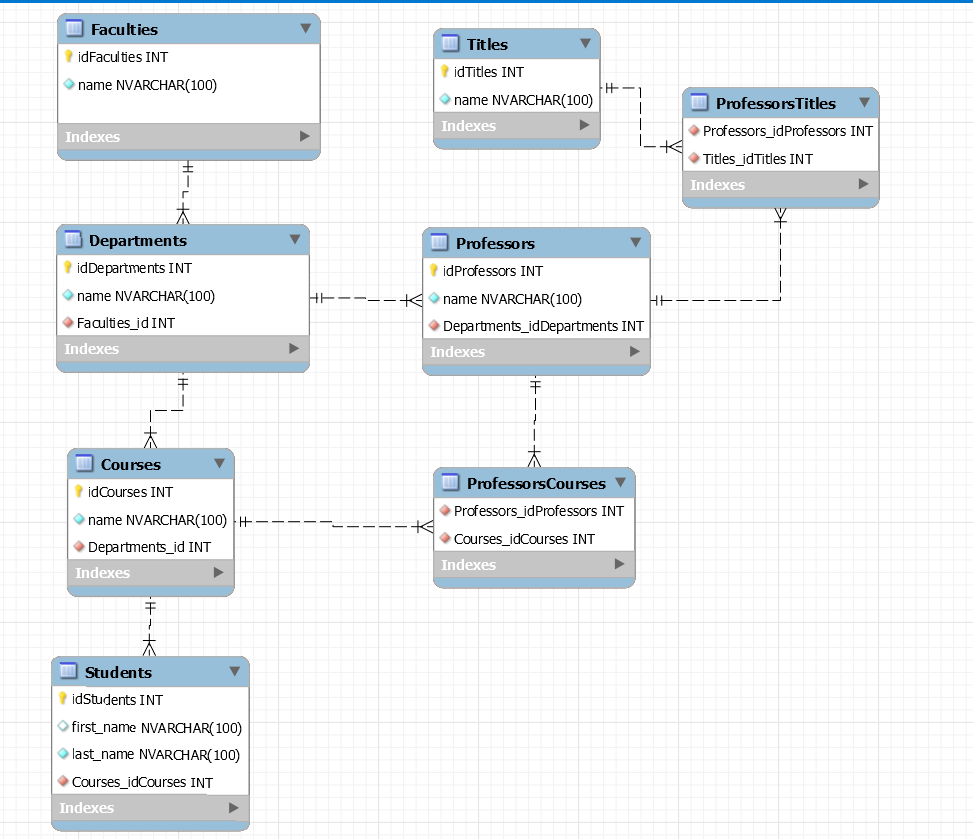 Faculties
idFaculties INT
name NVARCHAR(100)
Indexes
Titles
idTitles INT
name NVARCHAR(100)
Indexes
ProfessorsTitles
Professors_idProfessors INT
Titles_idTitles INT
Indexes
Departments
idDepartments INT
name NVARCHAR(100)
Faculties_id INT
Indexes
Professors
idProfessors INT
name NVARCHAR(100)
Departments_idDepartments INT
Indexes
Courses
idCourses INT
name NVARCHAR(100)
Departments_id INT
Indexes
ProfessorsCourses
Professors_idProfessors INT
Courses_idCourses INT
Indexes
Students
idStudents INT
first_name NVARCHAR(100)
last_name NVARCHAR(100)
Courses_idCourses INT
Indexes